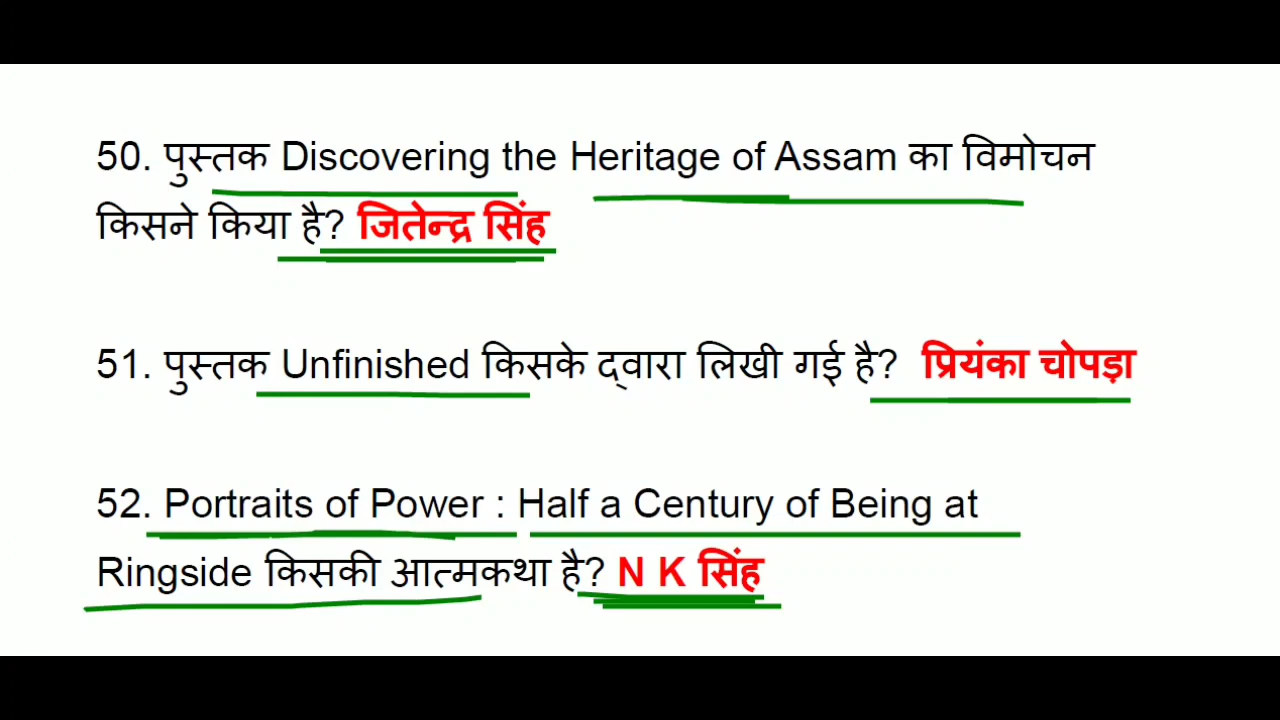 50. पुस्तक Discovering the Heritage of Assam का विमोचन
किसने किया है? जितेन्द्र सिंह
51. पुस्तक Unfinished किसके द्वारा लिखी गई है? प्रियंका चोपड़ा
52. Portraits of Power : Half a Century of Being at
Ringside किसकी आत्मकथा है? N K सिंह